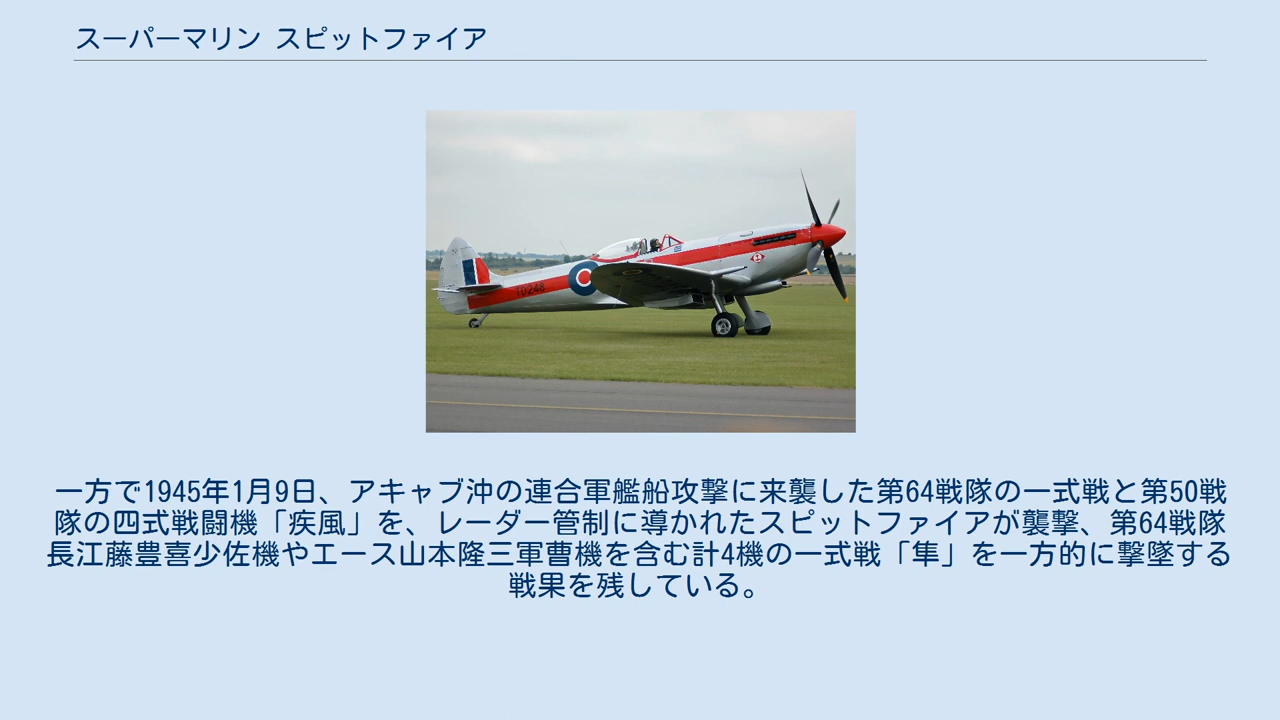 スーパーマリン スピットファイア
TD248
一方で1945年1月9日、アキャブ沖の連合軍艦船攻撃に来襲した第64戦隊の一式戦と第50戦
隊の四式戦闘機「疾風」を、レーダー管制に導かれたスピットファイアが襲撃、第64戦隊
長江藤豊喜少佐機やエース山本隆三軍曹機を含む計4機の一式戦「隼」を一方的に撃墜する
戦果を残している。